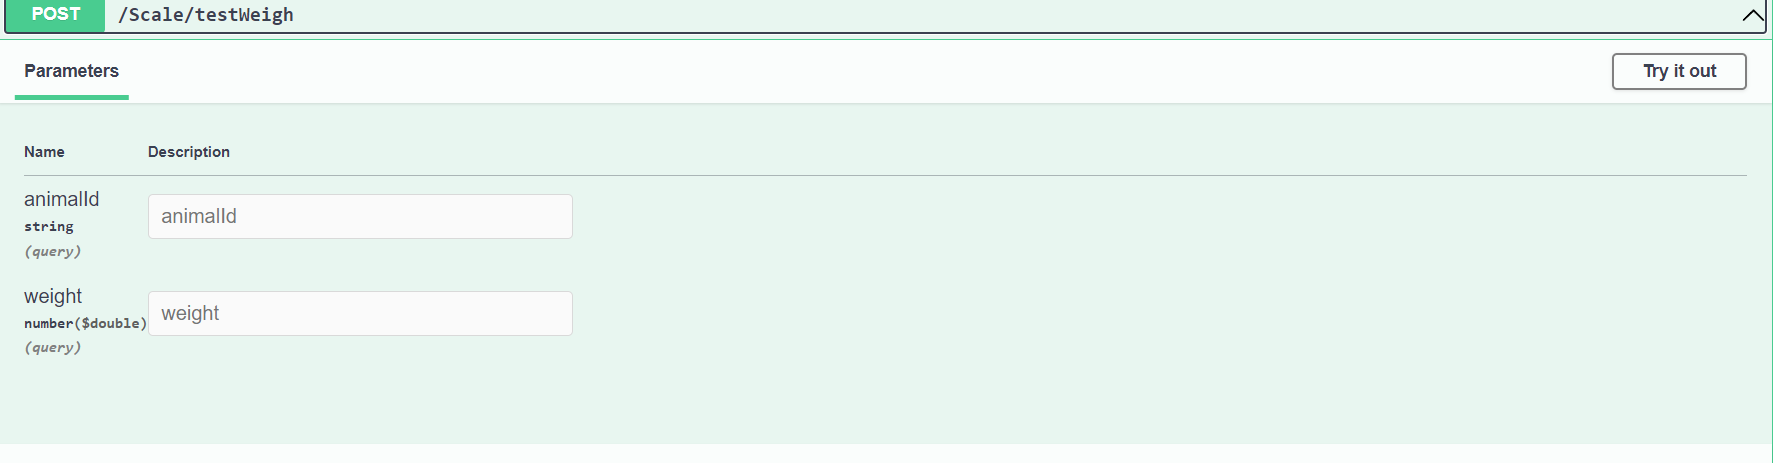 POST /Scale/testWeigh
Parameters
Try it out
Name Description
animalId
string
(query)
animalId
weight
number($double)
(query)
weight